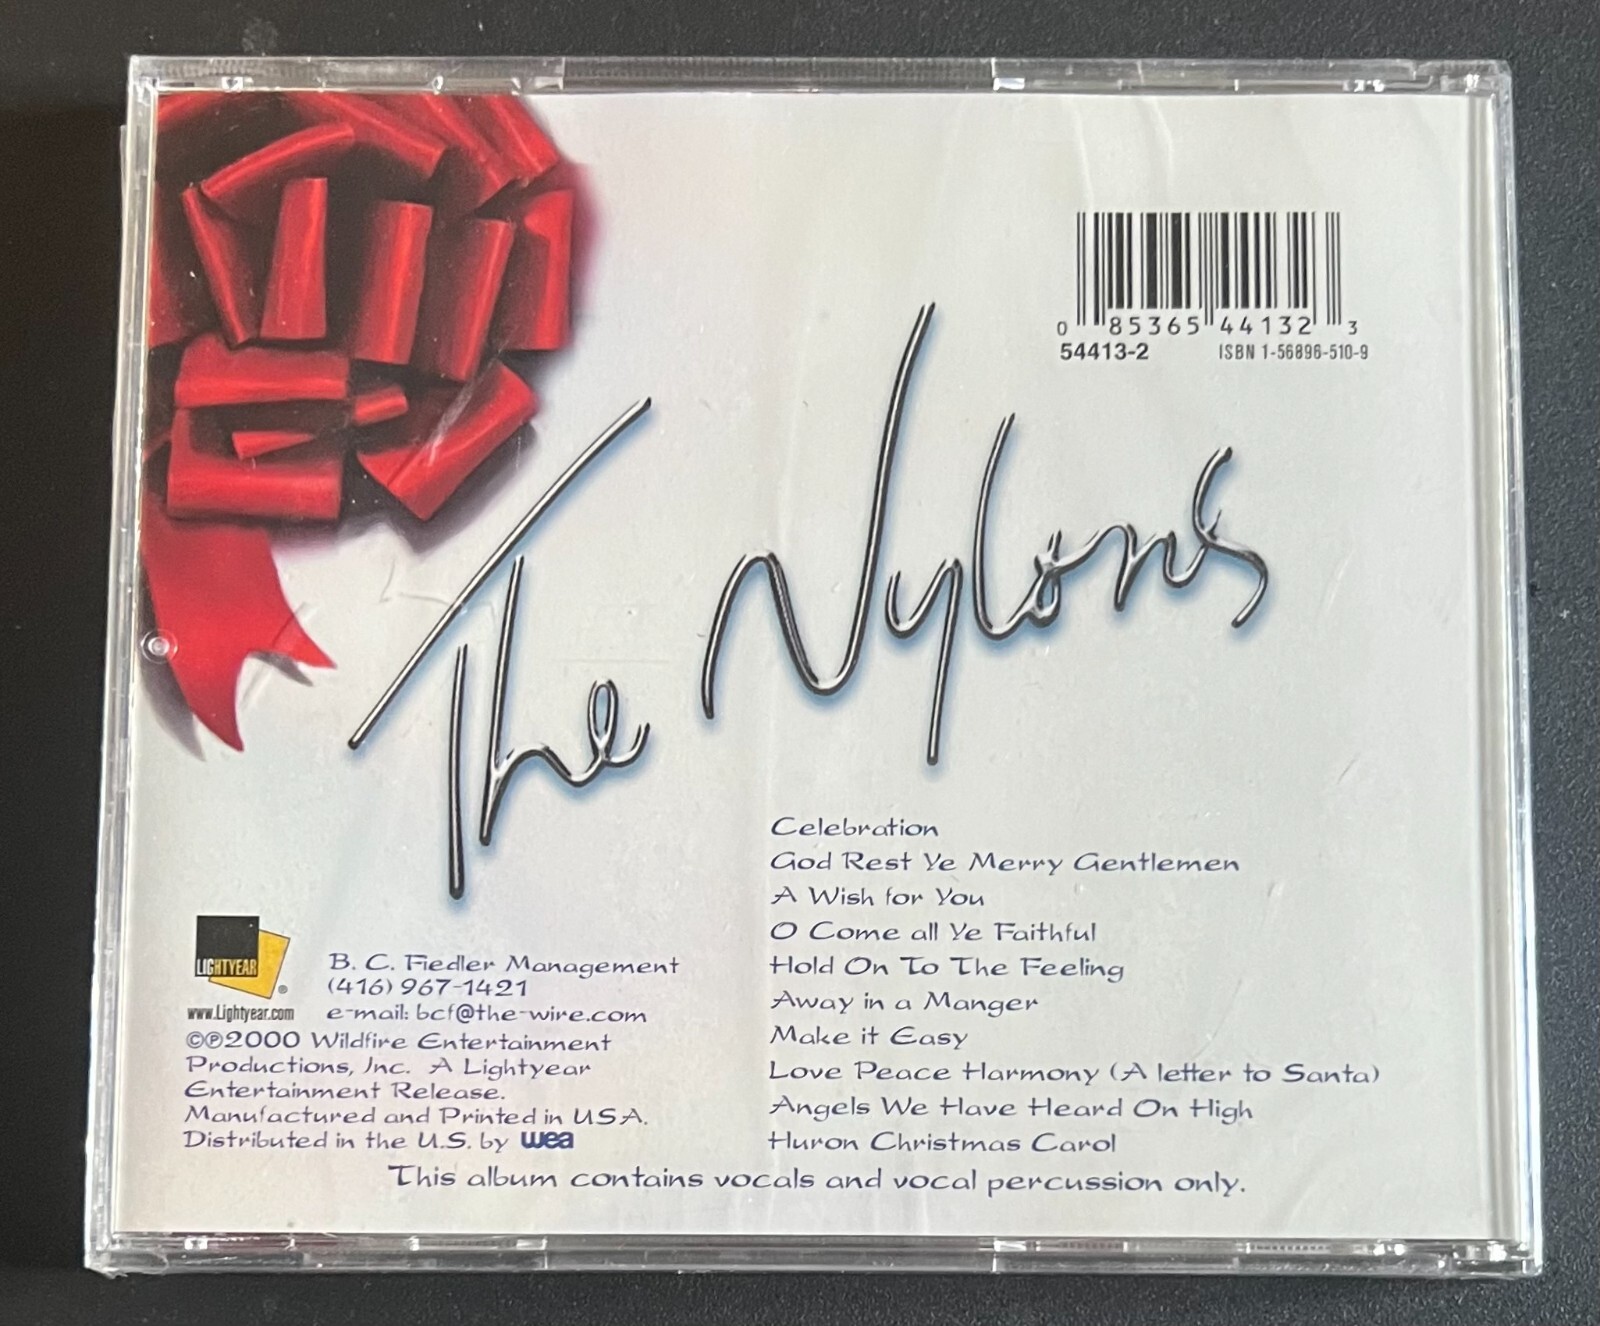 0 85365 44132 3
54413-2 ISBN 1-56896-510-9
The Nylons
Celebration
God Rest Ye Merry Gentlemen
A Wish for You
O Come all Ye Faithful
Hold On To The Feeling
Away in a Manger
Make it Easy
Love Peace Harmony (A letter to Santa)
Angels We Have Heard On High
Huron Christmas Carol
LIGHTYEAR ®
www.Lightyear.com
B. C. Fiedler Management
(416) 967-1421
e-mail: bcf@the-wire.com
©℗2000 Wildfire Entertainment
Productions, Inc. A Lightyear
Entertainment Release.
Manufactured and Printed in USA.
Distributed in the U.S. by wea
This album contains vocals and vocal percussion only.